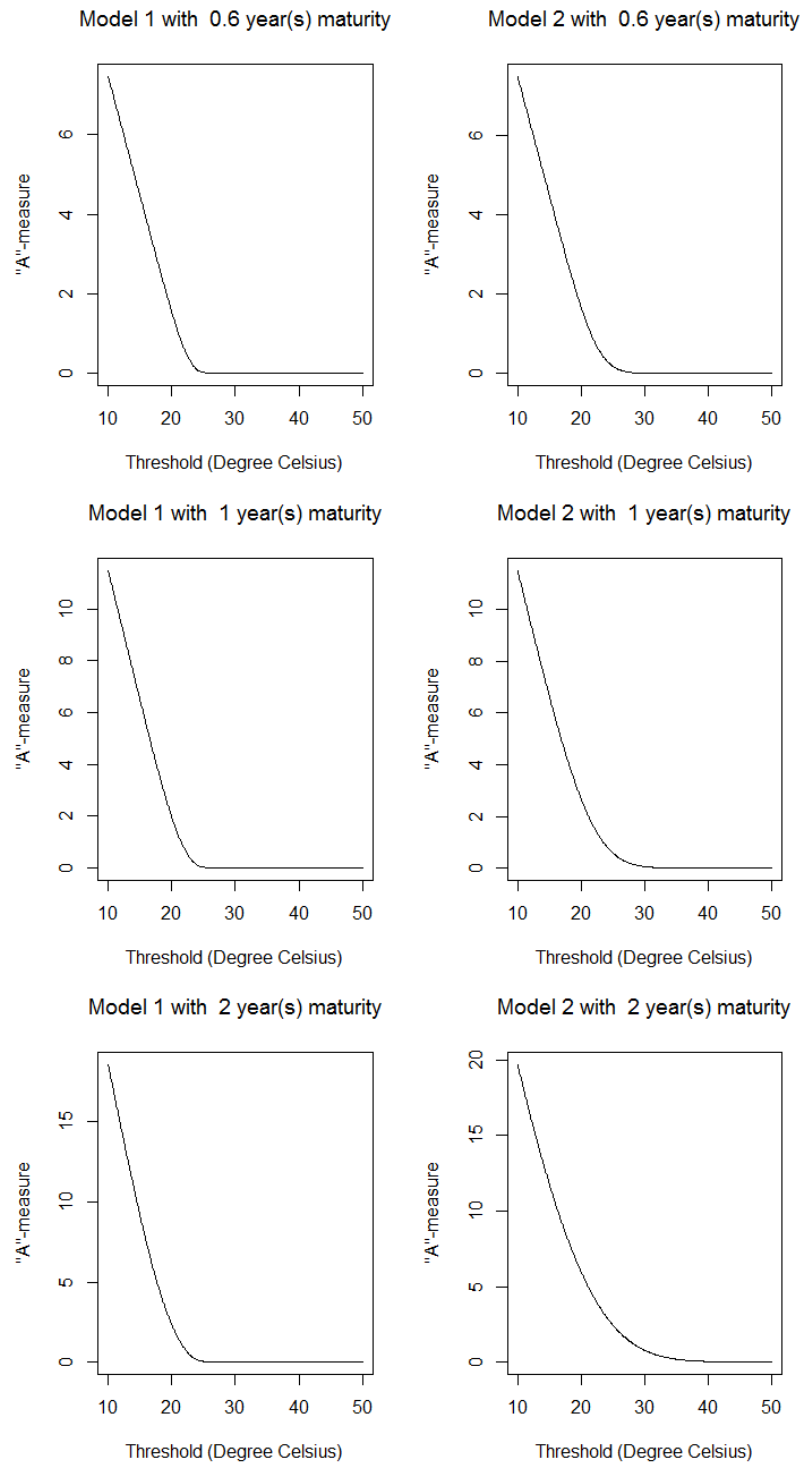 Model 1 with  0.6 year(s) maturity
"A"-measure
6
4
2
0
10 20 30 40 50
Threshold (Degree Celsius)
Model 2 with  0.6 year(s) maturity
"A"-measure
6
4
2
0
10 20 30 40 50
Threshold (Degree Celsius)
Model 1 with  1 year(s) maturity
"A"-measure
10
8
6
4
2
0
10 20 30 40 50
Threshold (Degree Celsius)
Model 2 with  1 year(s) maturity
"A"-measure
10
8
6
4
2
0
10 20 30 40 50
Threshold (Degree Celsius)
Model 1 with  2 year(s) maturity
"A"-measure
15
10
5
0
10 20 30 40 50
Threshold (Degree Celsius)
Model 2 with  2 year(s) maturity
"A"-measure
20
15
10
5
0
10 20 30 40 50
Threshold (Degree Celsius)